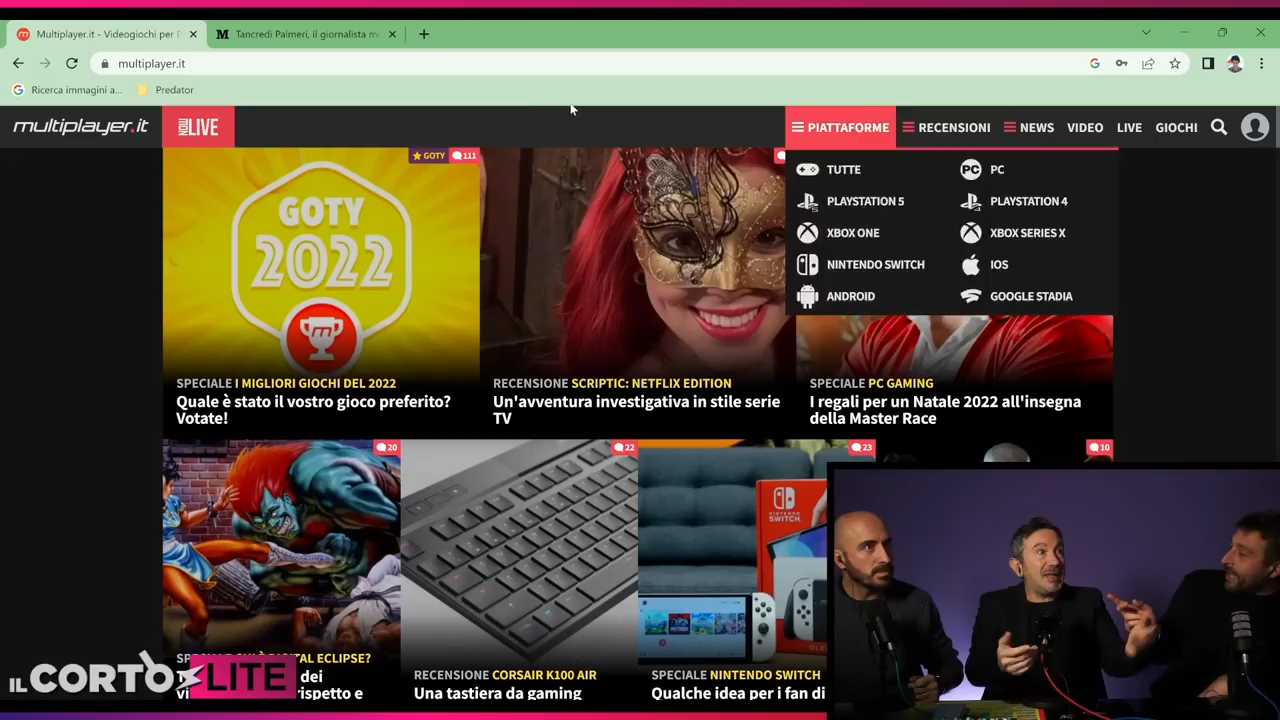 Multiplayer.it - Videogiochi per P
M Tancredi Palmeri, il giornalista m
multiplayer.it
Ricerca immagini a...
Predator
multiplayer.it
NOW LIVE
PIATTAFORME
RECENSIONI
NEWS
VIDEO
LIVE
GIOCHI
TUTTE
PC
PLAYSTATION 5
PLAYSTATION 4
XBOX ONE
XBOX SERIES X
NINTENDO SWITCH
IOS
ANDROID
GOOGLE STADIA
GOTY
111
GOTY
2022
SPECIALE I MIGLIORI GIOCHI DEL 2022
Quale è stato il vostro gioco preferito?
Votate!
RECENSIONE SCRIPTIC: NETFLIX EDITION
Un'avventura investigativa in stile serie
TV
SPECIALE PC GAMING
I regali per un Natale 2022 all'insegna
della Master Race
20
22
23
10
NINTENDO
SWITCH
DIGITAL ECLIPSE?
dei
rispetto e
RECENSIONE CORSAIR K100 AIR
Una tastiera da gaming
SPECIALE NINTENDO SWITCH
Qualche idea per i fan di
IL CORTO LITE